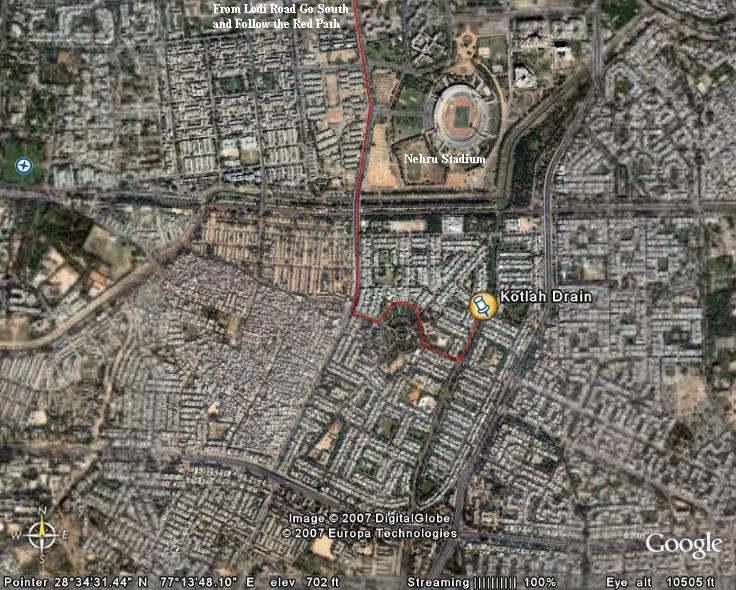 From Lodi Road Go South
and Follow the Red Path
Nehru Stadium
Kotlah Drain
N
W E
S
Image © 2007 DigitalGlobe
© 2007 Europa Technologies
© 2005 Google
Pointer 28°34'31.44" N 77°13'48.10" E elev 702 ft Streaming |||||||||| 100% Eye alt 10505 ft